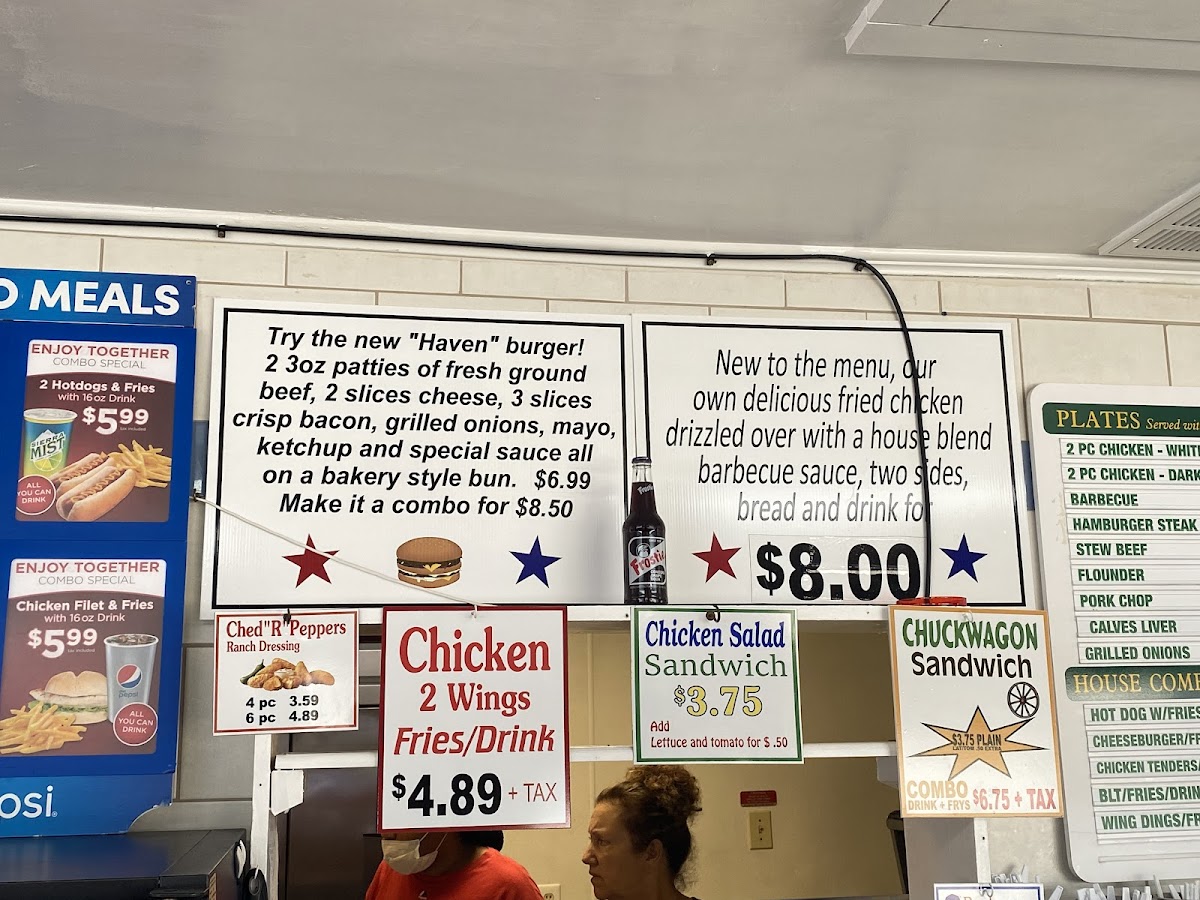 O MEALS
ENJOY TOGETHER
COMBO SPECIAL
2 Hotdogs & Fries
with 16oz Drink
$5.99
SIERRA
MIST
ALL
YOU CAN
DRINK
ENJOY TOGETHER
COMBO SPECIAL
Chicken Filet & Fries
with 16oz Drink
$5.99
pepsi
ALL
YOU CAN
DRINK
osi
Try the new "Haven" burger!
2 3oz patties of fresh ground
beef, 2 slices cheese, 3 slices
crisp bacon, grilled onions, mayo,
ketchup and special sauce all
on a bakery style bun. $6.99
Make it a combo for $8.50
New to the menu, our
own delicious fried chicken
drizzled over with a house blend
barbecue sauce, two sides,
bread and drink for
$8.00
Frostie
Ched"R"Peppers
Ranch Dressing
4 pc 3.59
6 pc 4.89
Chicken
2 Wings
Fries/Drink
$4.89 + TAX
Chicken Salad
Sandwich
$3.75
Add
Lettuce and tomato for $ .50
CHUCKWAGON
Sandwich
$3.75 PLAIN
COMBO
DRINK + FRYS $6.75 + TAX
PLATES Served wit
2 PC CHICKEN - WHIT
2 PC CHICKEN - DARK
BARBECUE
HAMBURGER STEAK
STEW BEEF
FLOUNDER
PORK CHOP
CALVES LIVER
GRILLED ONIONS
HOUSE COMB
HOT DOG W/FRIES
CHEESEBURGER/FR
CHICKEN TENDERS/
BLT/FRIES/DRIN
WING DINGS/FR